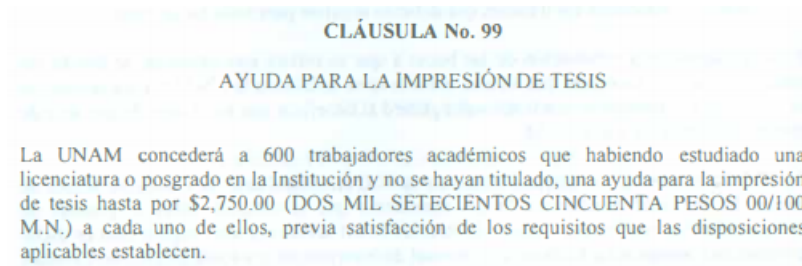 CLÁUSULA No. 99
AYUDA PARA LA IMPRESIÓN DE TESIS
La UNAM concederá a 600 trabajadores académicos que habiendo estudiado una
licenciatura o posgrado en la Institución y no se hayan titulado, una ayuda para la impresión
de tesis hasta por $2,750.00 (DOS MIL SETECIENTOS CINCUENTA PESOS 00/100
M.N.) a cada uno de ellos, previa satisfacción de los requisitos que las disposiciones
aplicables establecen.